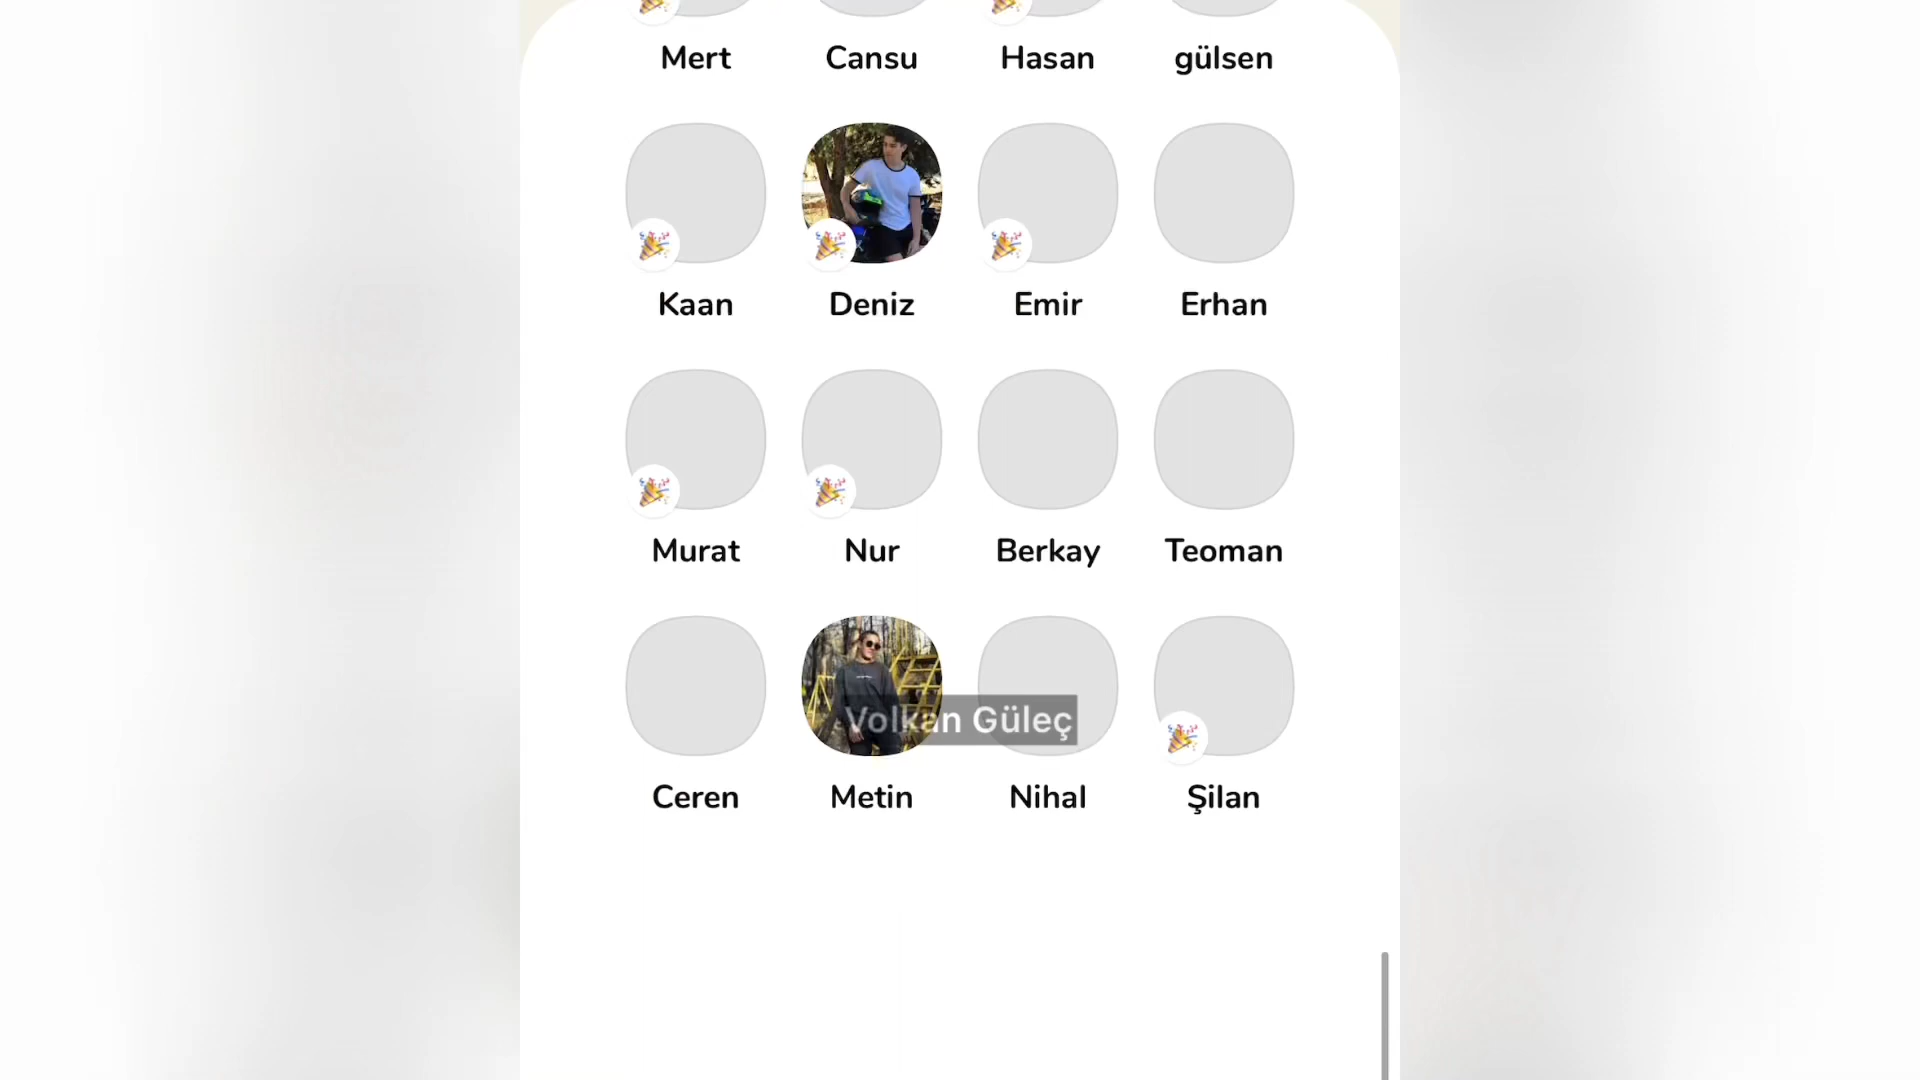 Mert Cansu Hasan gülsen
Kaan Deniz Emir Erhan
Murat Nur Berkay Teoman
Volkan Güleç
Ceren Metin Nihal Şilan